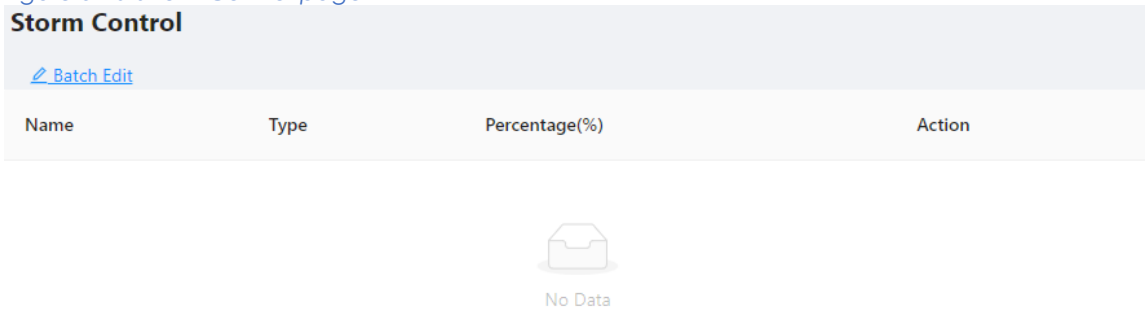 Storm Control
Batch Edit
Name Type Percentage(%) Action
No Data